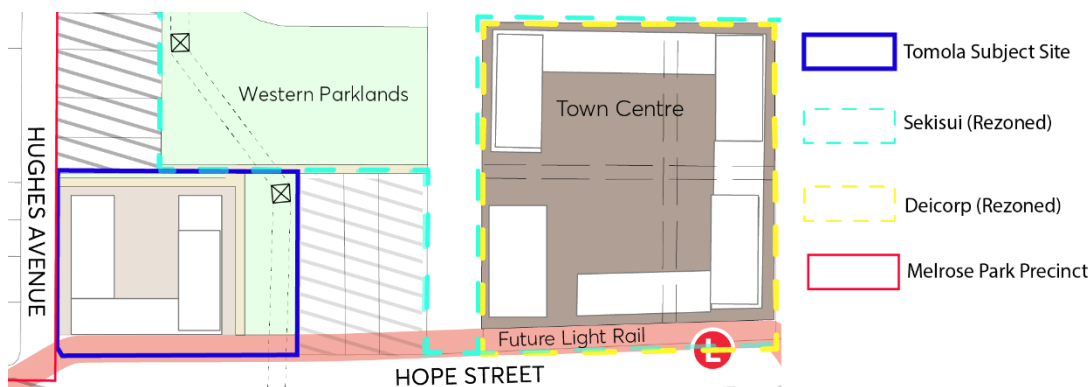 Western Parklands
Town Centre
HUGHES AVENUE
Future Light Rail
L
HOPE STREET
Tomola Subject Site
Sekisui (Rezoned)
Deicorp (Rezoned)
Melrose Park Precinct